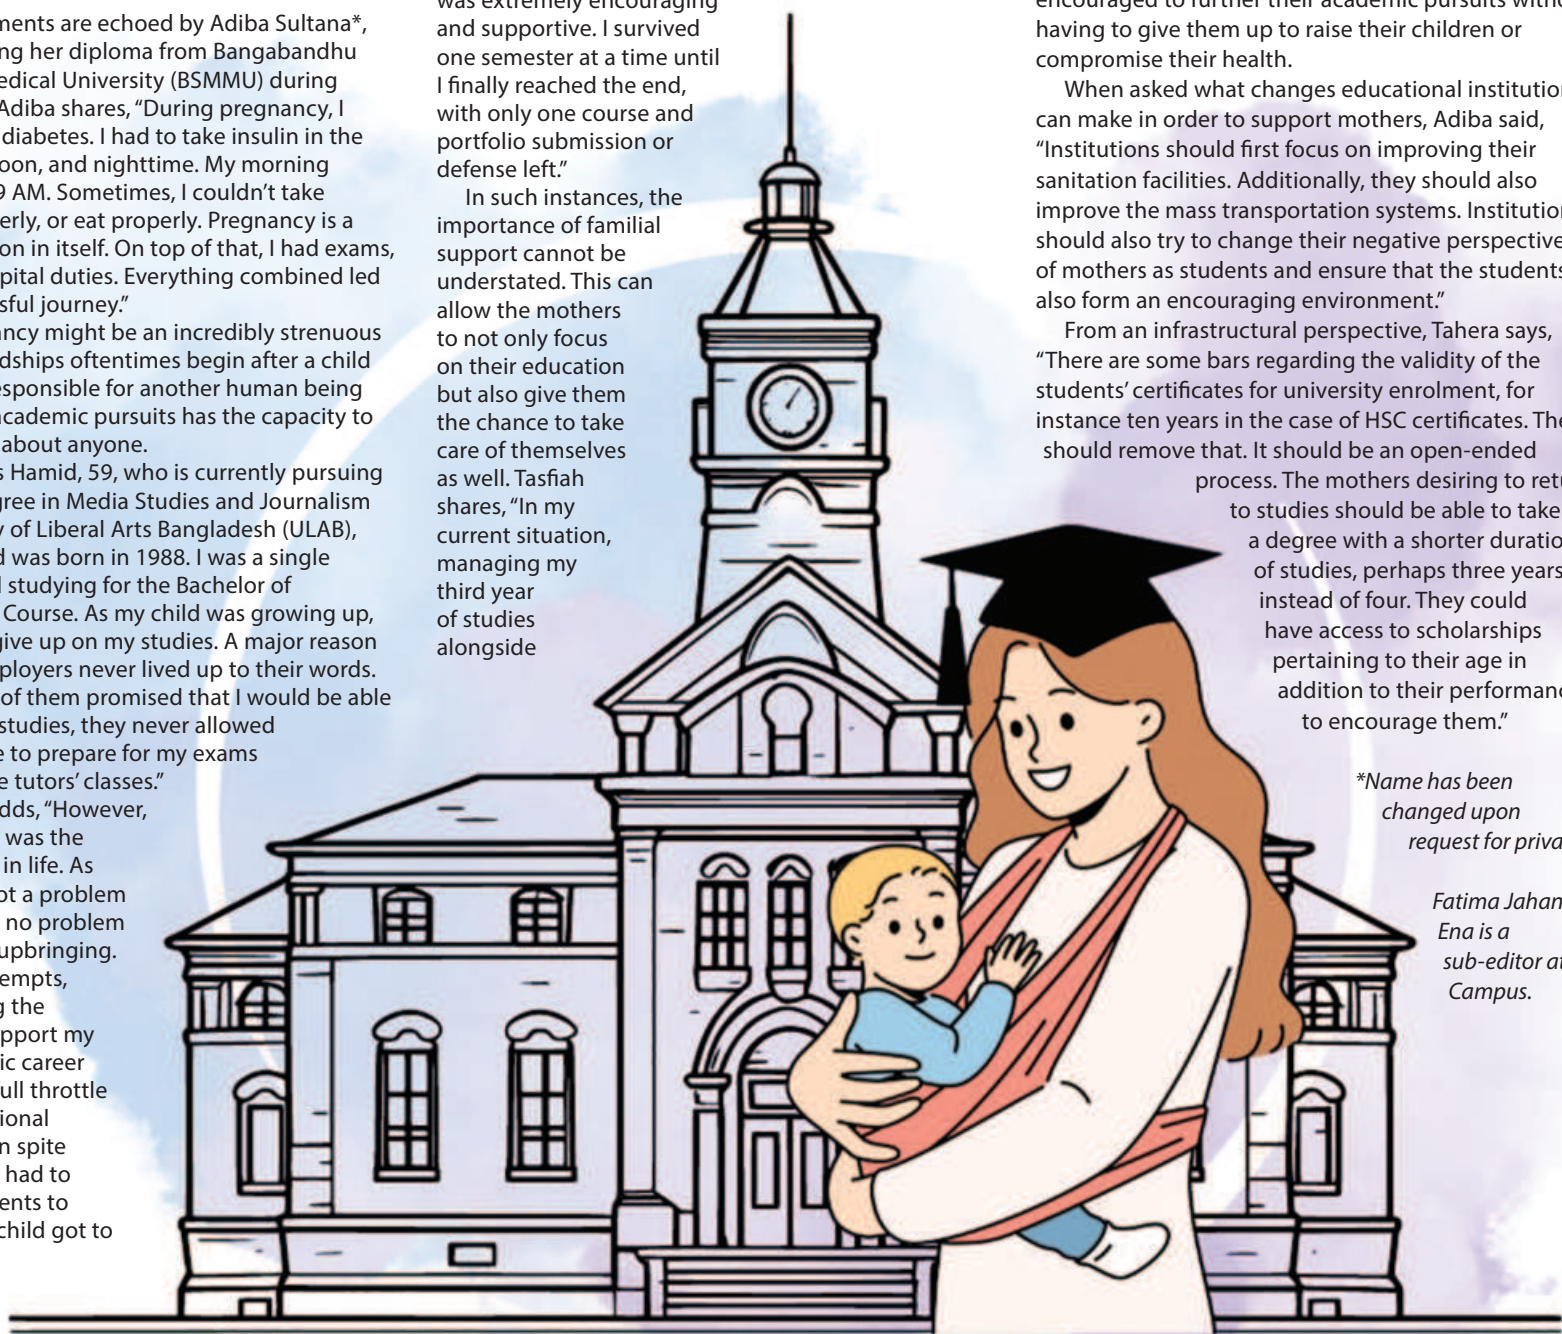 ments are echoed by Adiba Sultana*,
ng her diploma from Bangabandhu
edical University (BSMMU) during
Adiba shares, “During pregnancy, I
diabetes. I had to take insulin in the
oon, and nighttime. My morning
9 AM. Sometimes, I couldn’t take
erly, or eat properly. Pregnancy is a
on in itself. On top of that, I had exams,
pital duties. Everything combined led
sful journey.”
ancy might be an incredibly strenuous
rdships oftentimes begin after a child
esponsible for another human being
academic pursuits has the capacity to
about anyone.
s Hamid, 59, who is currently pursuing
gree in Media Studies and Journalism
y of Liberal Arts Bangladesh (ULAB),
d was born in 1988. I was a single
l studying for the Bachelor of
Course. As my child was growing up,
give up on my studies. A major reason
ployers never lived up to their words.
of them promised that I would be able
studies, they never allowed
e to prepare for my exams
e tutors’ classes.”
dds, “However,
was the
in life. As
ot a problem
no problem
upbringing.
empts,
g the
upport my
ic career
ull throttle
ional
n spite
had to
ents to
child got to
was extremely encouraging
and supportive. I survived
one semester at a time until
I finally reached the end,
with only one course and
portfolio submission or
defense left.”
In such instances, the
importance of familial
support cannot be
understated. This can
allow the mothers
to not only focus
on their education
but also give them
the chance to take
care of themselves
as well. Tasfiah
shares, “In my
current situation,
managing my
third year
of studies
alongside
encouraged to further their academic pursuits witho
having to give them up to raise their children or
compromise their health.
When asked what changes educational institution
can make in order to support mothers, Adiba said,
“Institutions should first focus on improving their
sanitation facilities. Additionally, they should also
improve the mass transportation systems. Institution
should also try to change their negative perspective
of mothers as students and ensure that the students
also form an encouraging environment.”
From an infrastructural perspective, Tahera says,
“There are some bars regarding the validity of the
students’ certificates for university enrolment, for
instance ten years in the case of HSC certificates. The
should remove that. It should be an open-ended
process. The mothers desiring to retu
to studies should be able to take
a degree with a shorter duratio
of studies, perhaps three years
instead of four. They could
have access to scholarships
pertaining to their age in
addition to their performanc
to encourage them.”
*Name has been
changed upon
request for priva
Fatima Jahan
Ena is a
sub-editor at
Campus.